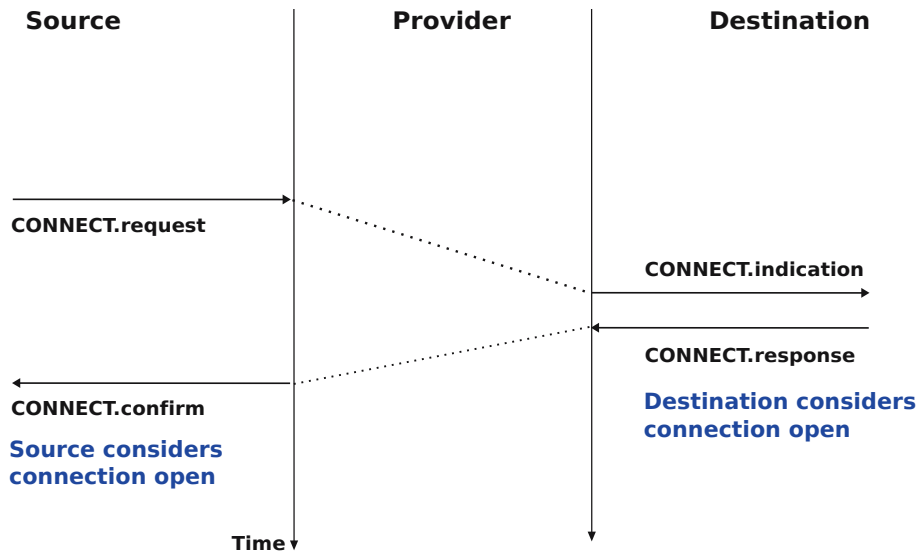 Source
Provider
Destination
CONNECT.request
CONNECT.indication
CONNECT.response
CONNECT.confirm
Destination considers
connection open
Source considers
connection open
Time